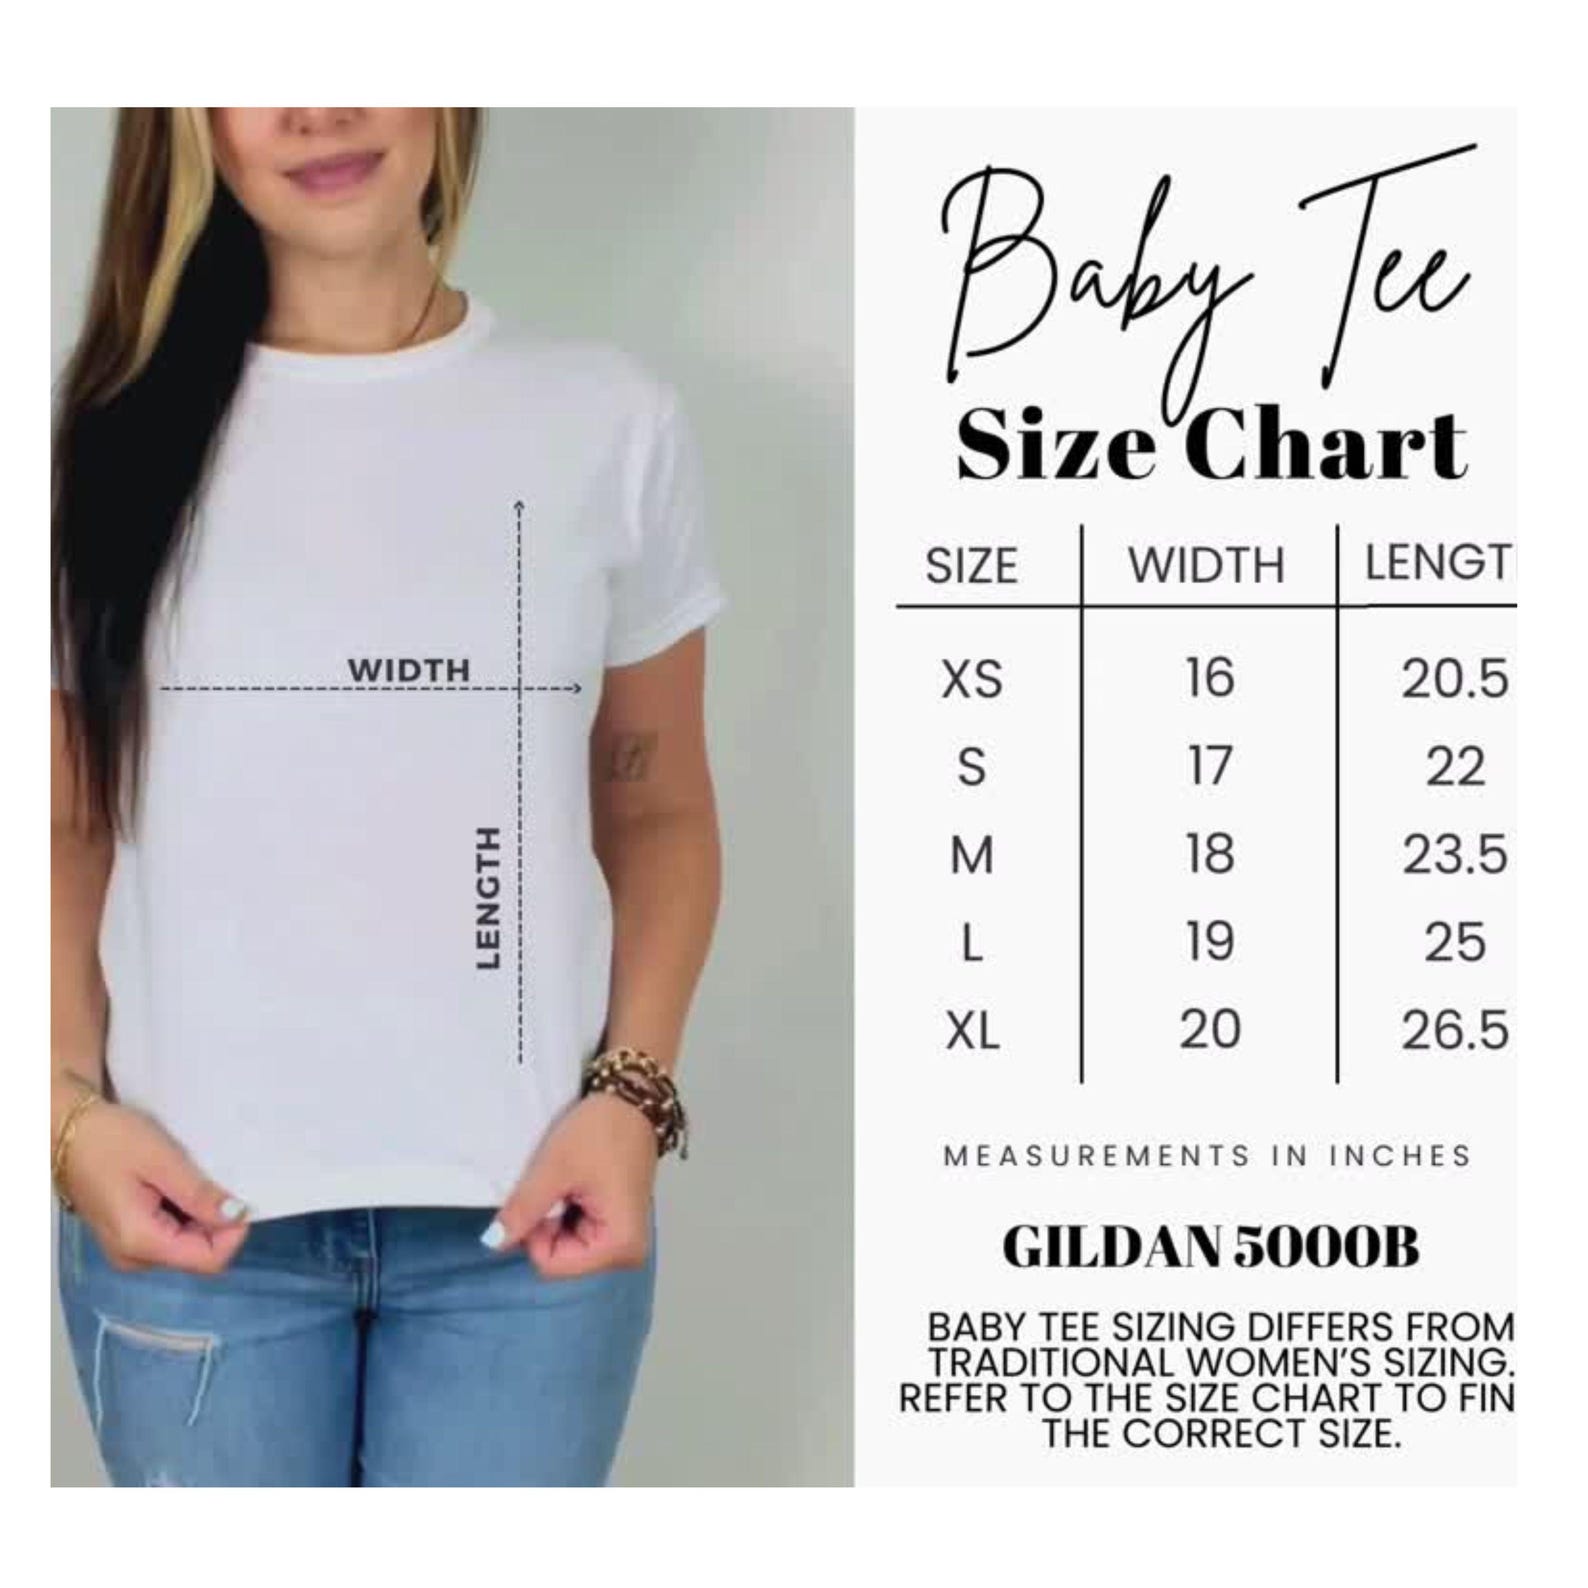 Baby Tee
Size Chart
SIZE WIDTH LENGT
XS 16 20.5
S 17 22
M 18 23.5
L 19 25
XL 20 26.5
MEASUREMENTS IN INCHES
GILDAN 5000B
BABY TEE SIZING DIFFERS FROM
TRADITIONAL WOMEN'S SIZING.
REFER TO THE SIZE CHART TO FIN
THE CORRECT SIZE.
WIDTH
LENGTH